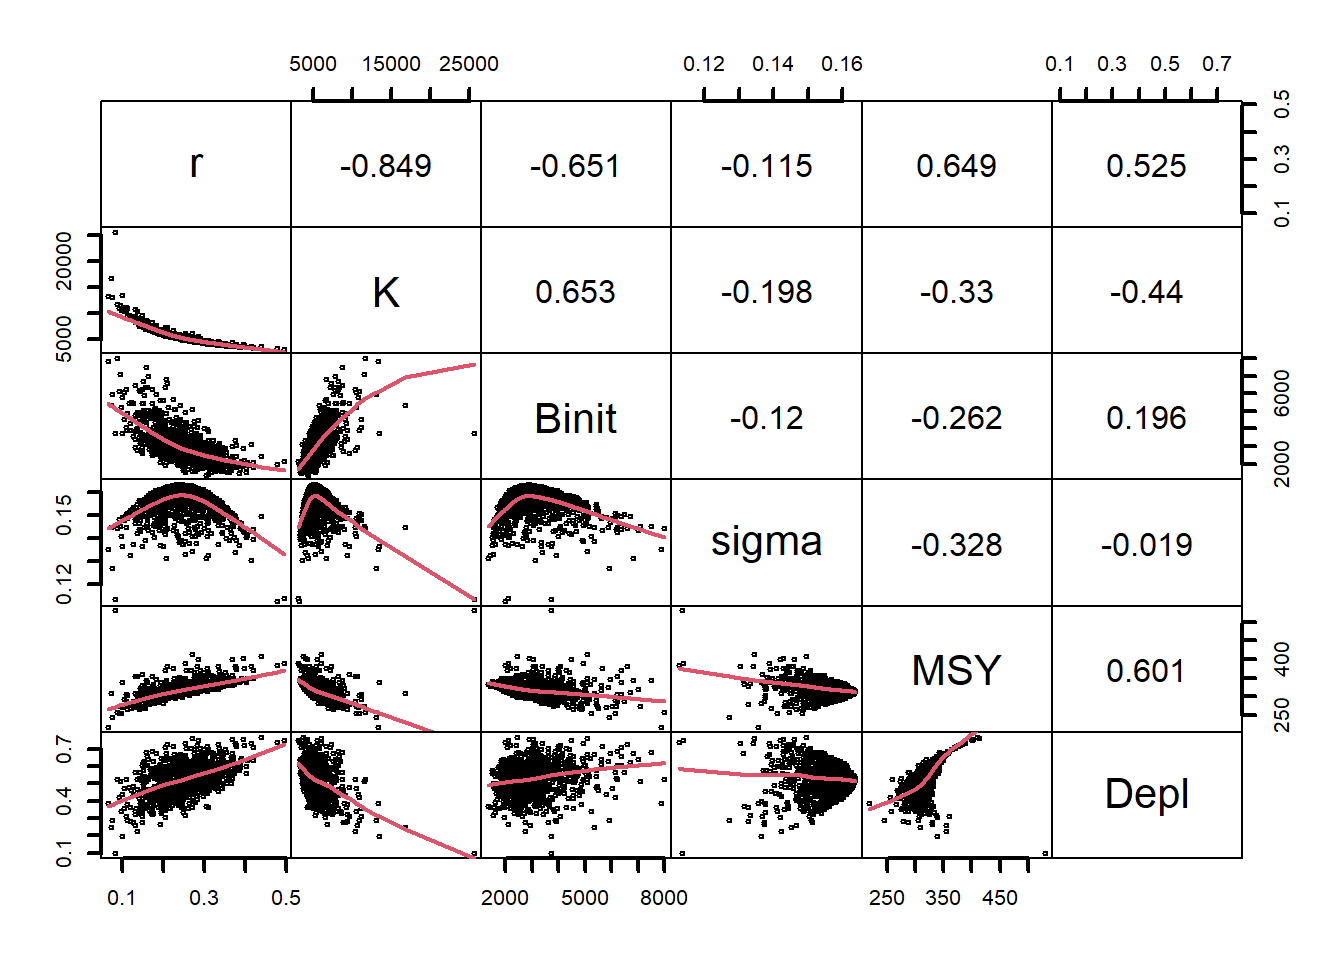 5000 15000 25000 0.12 0.14 0.16 0.1 0.3 0.5 0.7
r -0.849 -0.651 -0.115 0.649 0.525
0.1 0.3 0.5
K 0.653 -0.198 -0.33 -0.44
5000 20000
Binit -0.12 -0.262 0.196
2000 6000
sigma -0.328 -0.019
0.12 0.15
MSY 0.601
250 400
Depl
0.1 0.4 0.7
0.1 0.3 0.5 2000 5000 8000 250 350 450